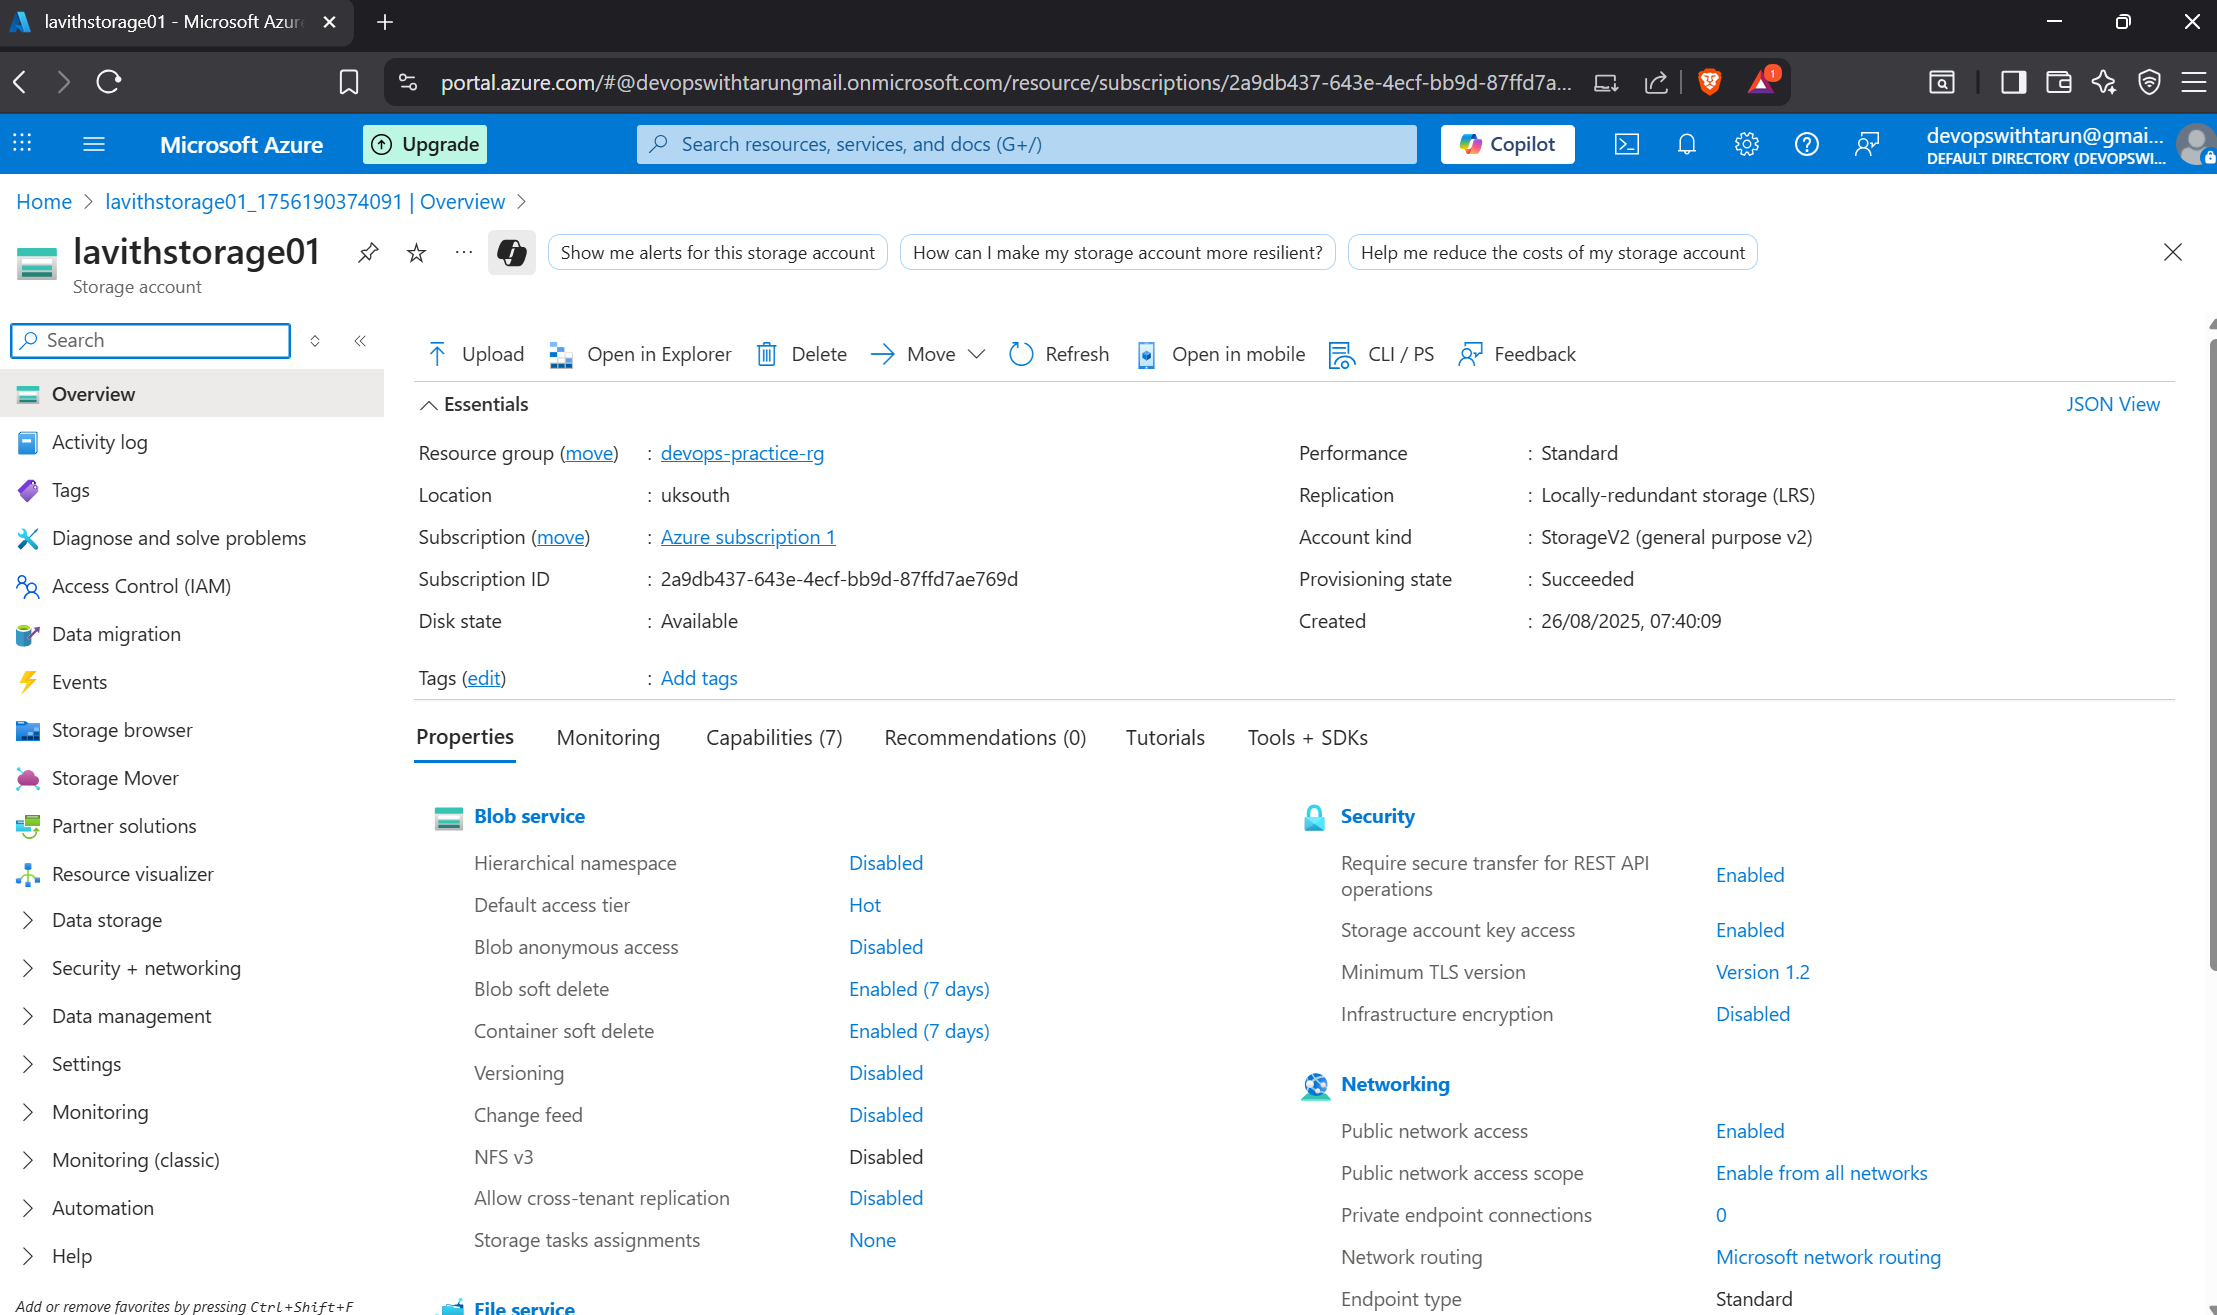 lavithstorage01 - Microsoft Azur
portal.azure.com/#@devopswithtarungmail.onmicrosoft.com/resource/subscriptions/2a9db437-643e-4ecf-bb9d-87ffd7a...
1
Microsoft Azure
Upgrade
Search resources, services, and docs (G+/)
Copilot
devopswithtarun@gmai...
DEFAULT DIRECTORY (DEVOPSWI...
Home > lavithstorage01_1756190374091 | Overview >
lavithstorage01
Storage account
Show me alerts for this storage account
How can I make my storage account more resilient?
Help me reduce the costs of my storage account
Search
Overview
Activity log
Tags
Diagnose and solve problems
Access Control (IAM)
Data migration
Events
Storage browser
Storage Mover
Partner solutions
Resource visualizer
Data storage
Security + networking
Data management
Settings
Monitoring
Monitoring (classic)
Automation
Help
Add or remove favorites by pressing Ctrl+Shift+F
Upload
Open in Explorer
Delete
Move
Refresh
Open in mobile
CLI / PS
Feedback
Essentials
JSON View
Resource group (move) : devops-practice-rg
Location : uksouth
Subscription (move) : Azure subscription 1
Subscription ID : 2a9db437-643e-4ecf-bb9d-87ffd7ae769d
Disk state : Available
Performance : Standard
Replication : Locally-redundant storage (LRS)
Account kind : StorageV2 (general purpose v2)
Provisioning state : Succeeded
Created : 26/08/2025, 07:40:09
Tags (edit) : Add tags
Properties
Monitoring
Capabilities (7)
Recommendations (0)
Tutorials
Tools + SDKs
Blob service
Hierarchical namespace Disabled
Default access tier Hot
Blob anonymous access Disabled
Blob soft delete Enabled (7 days)
Container soft delete Enabled (7 days)
Versioning Disabled
Change feed Disabled
NFS v3 Disabled
Allow cross-tenant replication Disabled
Storage tasks assignments None
File service
Security
Require secure transfer for REST API
operations Enabled
Storage account key access Enabled
Minimum TLS version Version 1.2
Infrastructure encryption Disabled
Networking
Public network access Enabled
Public network access scope Enable from all networks
Private endpoint connections 0
Network routing Microsoft network routing
Endpoint type Standard